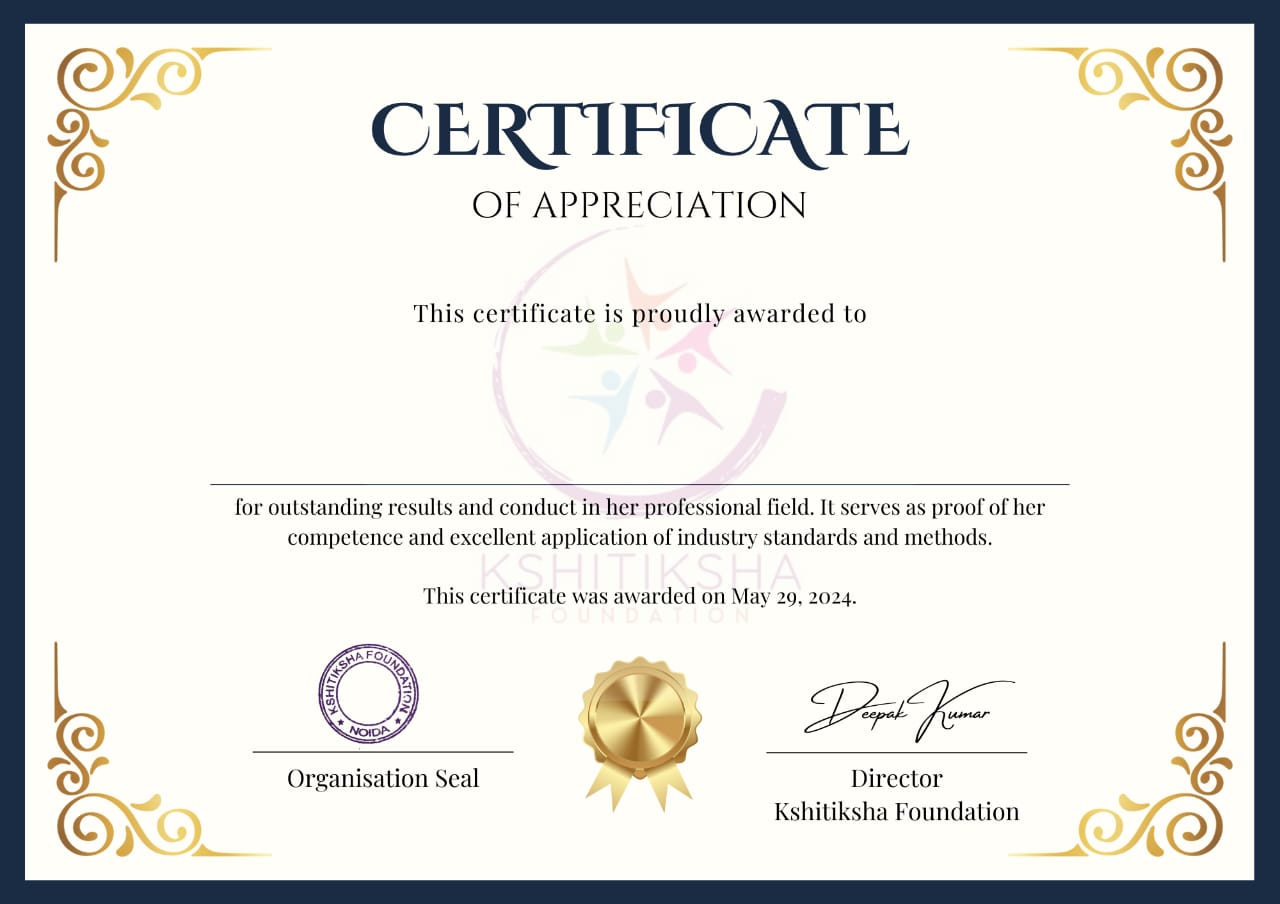 CERTIFICATE
OF APPRECIATION
This certificate is proudly awarded to
for outstanding results and conduct in her professional field. It serves as proof of her
competence and excellent application of industry standards and methods.
KSHITIKSHA
This certificate was awarded on May 29, 2024.
FOUNDATION
KSHITIKSHA FOUNDATION
NOIDA
Deepak Kumar
Organisation Seal
Director
Kshitiksha Foundation